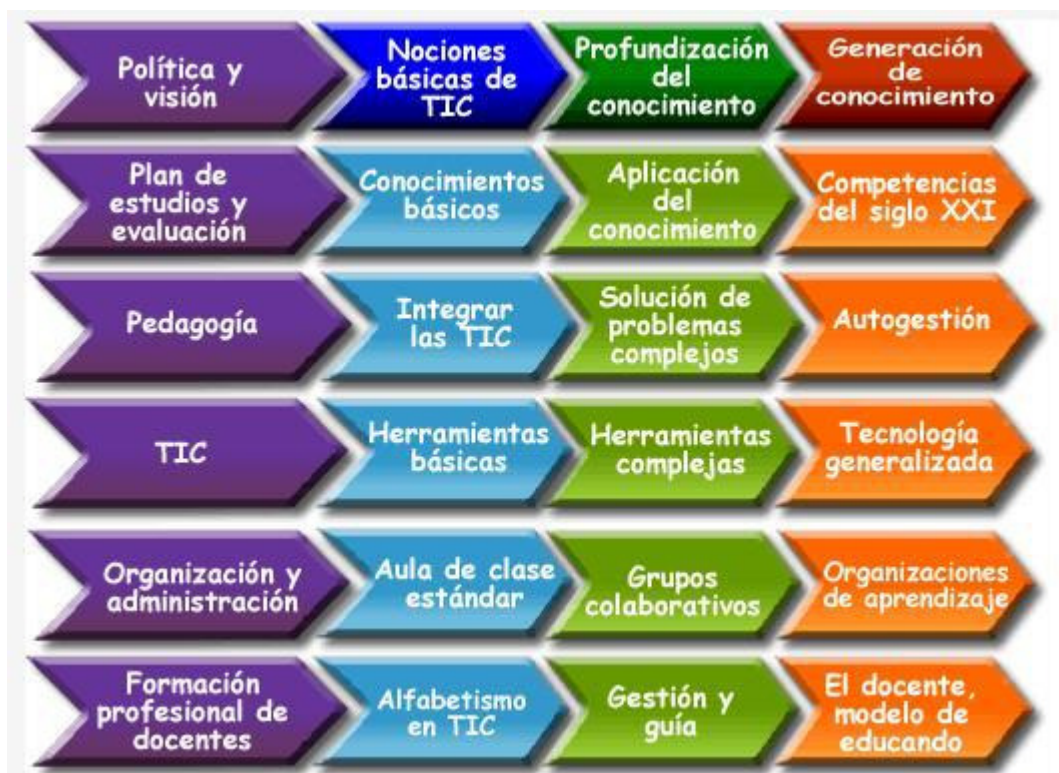 Política y
visión
Nociones
básicas de
TIC
Profundización
del
conocimiento
Generación
de
conocimiento
Plan de
estudios y
evaluación
Conocimientos
básicos
Aplicación
del
conocimiento
Competencias
del siglo XXI
Pedagogía
Integrar
las TIC
Solución de
problemas
complejos
Autogestión
TIC
Herramientas
básicas
Herramientas
complejas
Tecnología
generalizada
Organización y
administración
Aula de clase
estándar
Grupos
colaborativos
Organizaciones
de aprendizaje
Formación
profesional de
docentes
Alfabetismo
en TIC
Gestión y
guía
El docente,
modelo de
educando